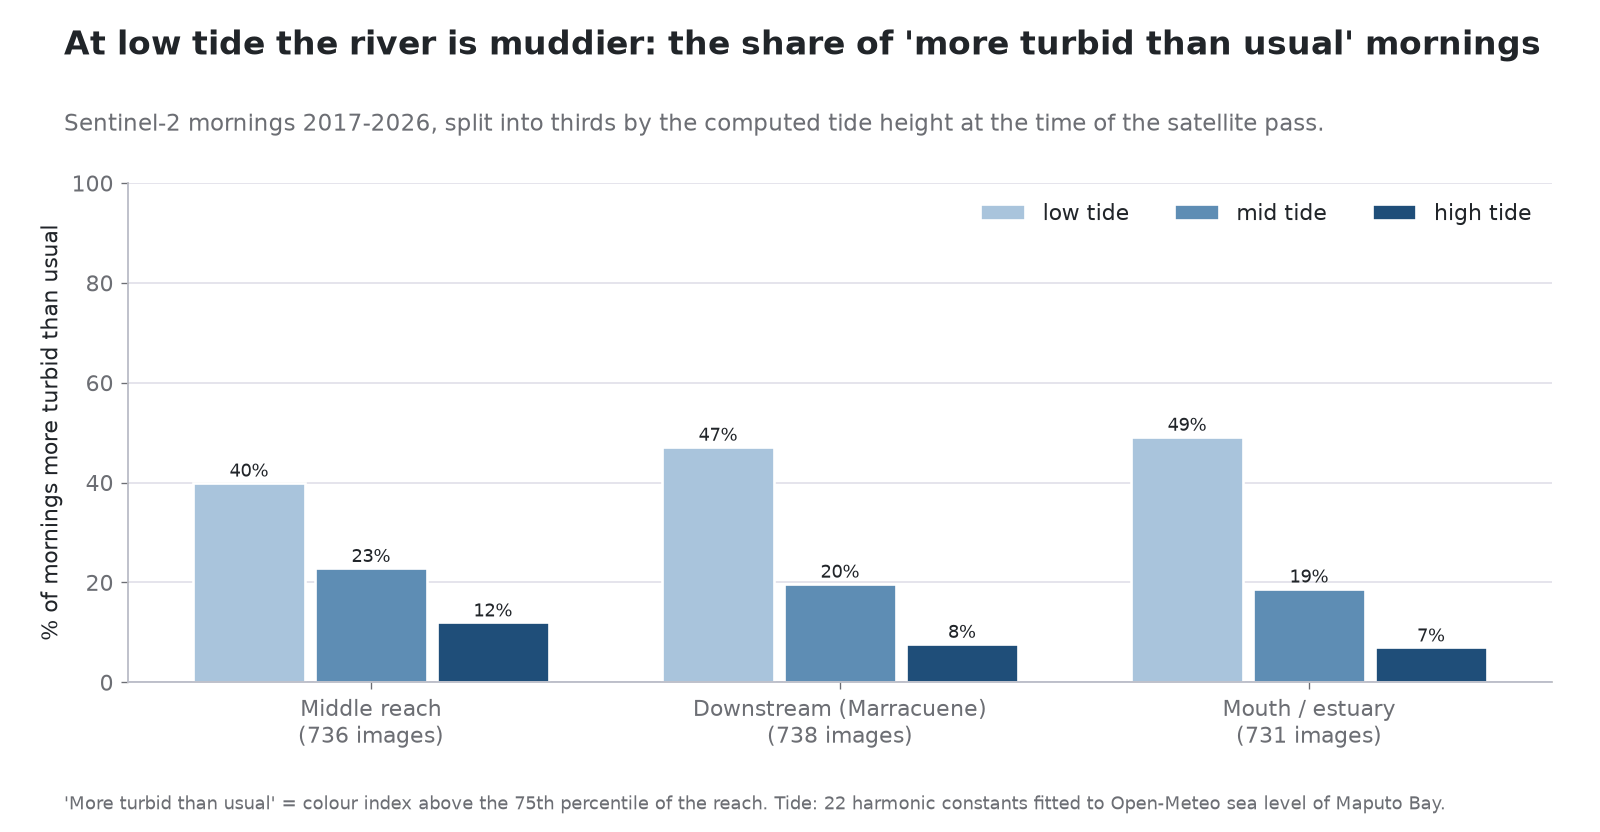 At low tide the river is muddier: the share of 'more turbid than usual' mornings
Sentinel-2 mornings 2017-2026, split into thirds by the computed tide height at the time of the satellite pass.
% of mornings more turbid than usual
100
80
60
40
20
0
low tide
mid tide
high tide
40%
23%
12%
47%
20%
8%
49%
19%
7%
Middle reach
(736 images)
Downstream (Marracuene)
(738 images)
Mouth / estuary
(731 images)
'More turbid than usual' = colour index above the 75th percentile of the reach. Tide: 22 harmonic constants fitted to Open-Meteo sea level of Maputo Bay.